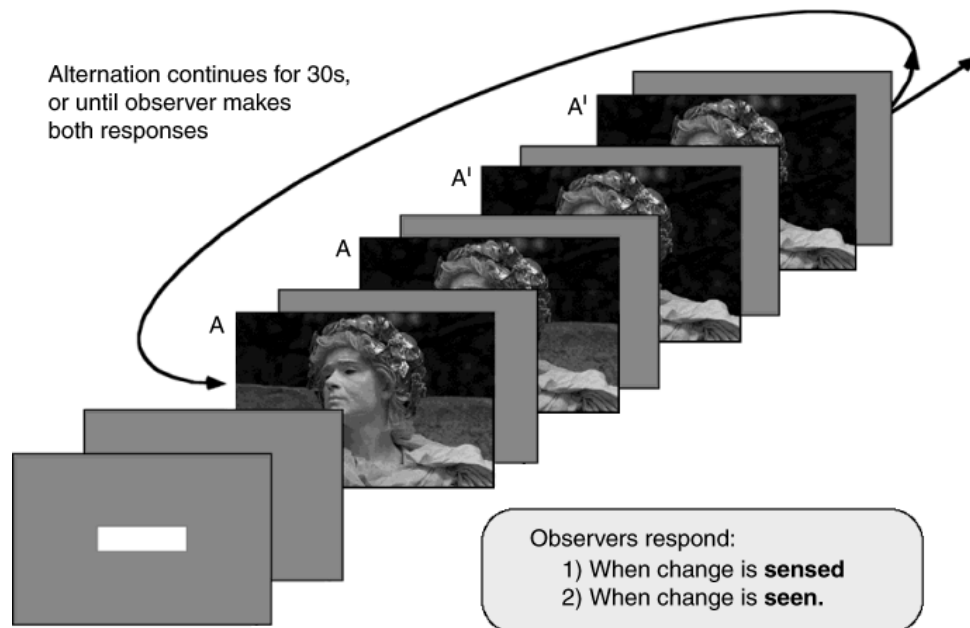 Alternation continues for 30s,
or until observer makes
both responses
A'
A'
A
A
Observers respond:
1) When change is sensed
2) When change is seen.